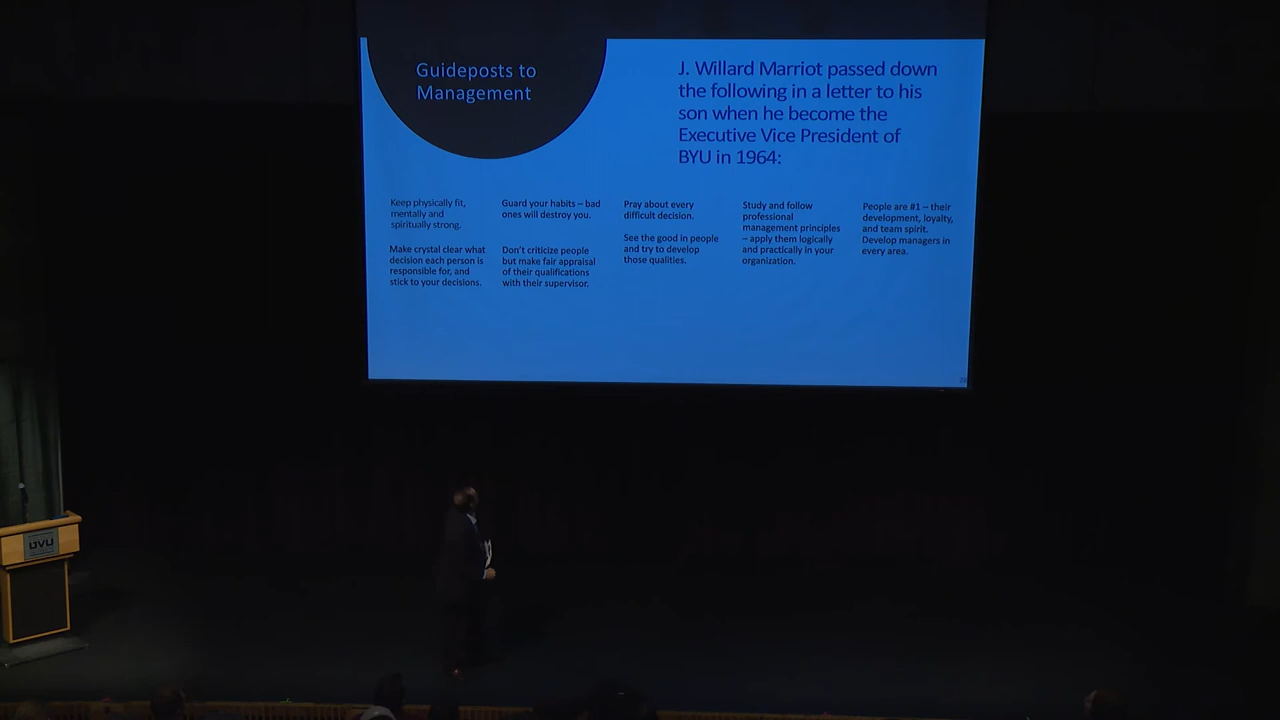 Guideposts to
Management
J. Willard Marriot passed down
the following in a letter to his
son when he become the
Executive Vice President of
BYU in 1964:
Keep physically fit,
mentally and
spiritually strong.
Make crystal clear what
decision each person is
responsible for, and
stick to your decisions.
Guard your habits – bad
ones will destroy you.
Don't criticize people
but make fair appraisal
of their qualifications
with their supervisor.
Pray about every
difficult decision.
See the good in people
and try to develop
those qualities.
Study and follow
professional
management principles
– apply them logically
and practically in your
organization.
People are #1 – their
development, loyalty,
and team spirit.
Develop managers in
every area.
UVU